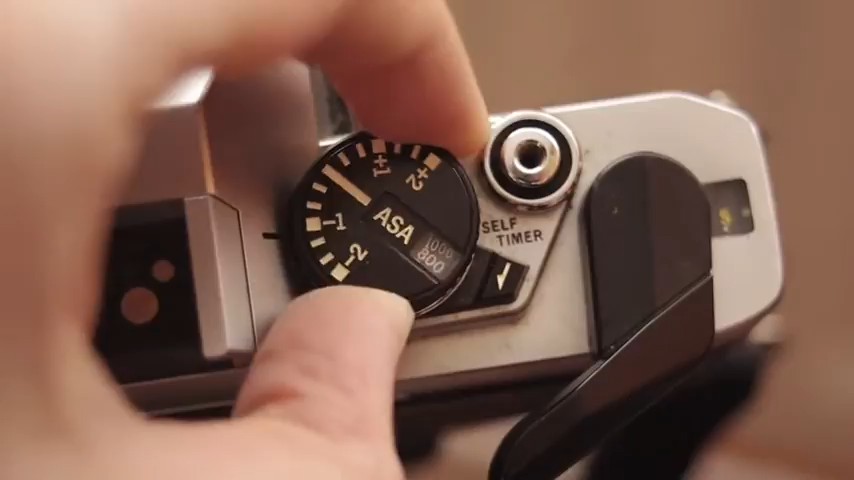 +2
+1
-1
-2
ASA
1000
800
SELF
TIMER